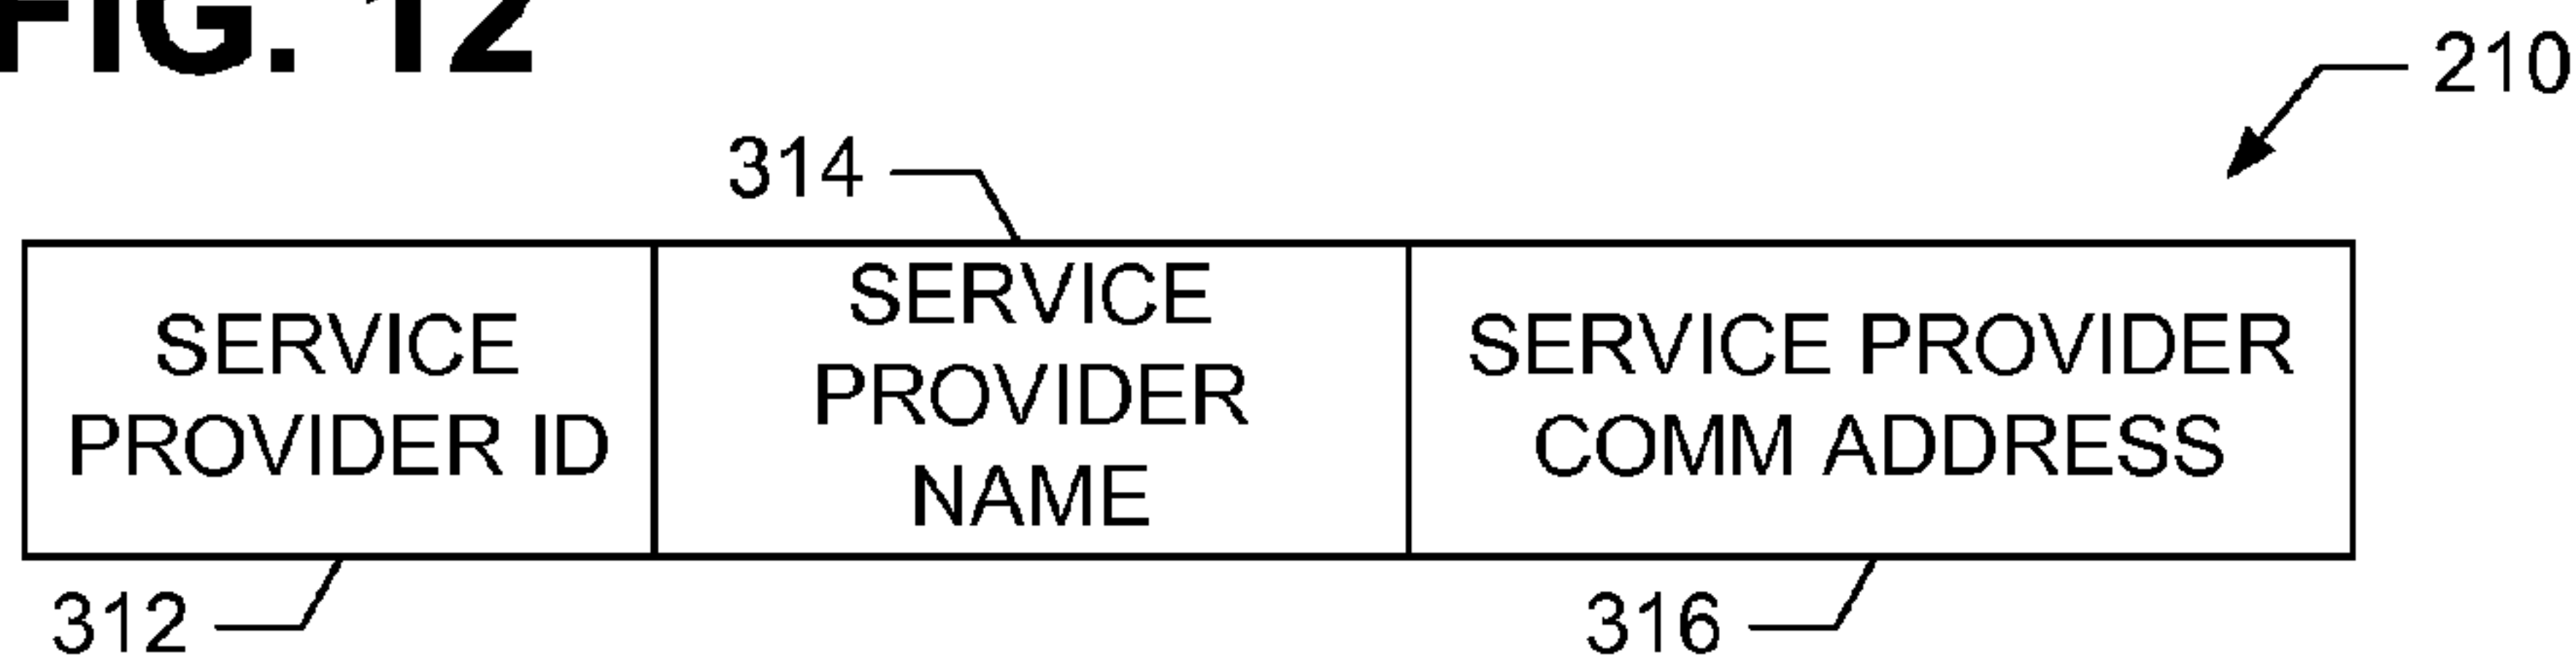 FIG. 12
210
314
SERVICE
PROVIDER ID
SERVICE
PROVIDER
NAME
SERVICE PROVIDER
COMM ADDRESS
312
316